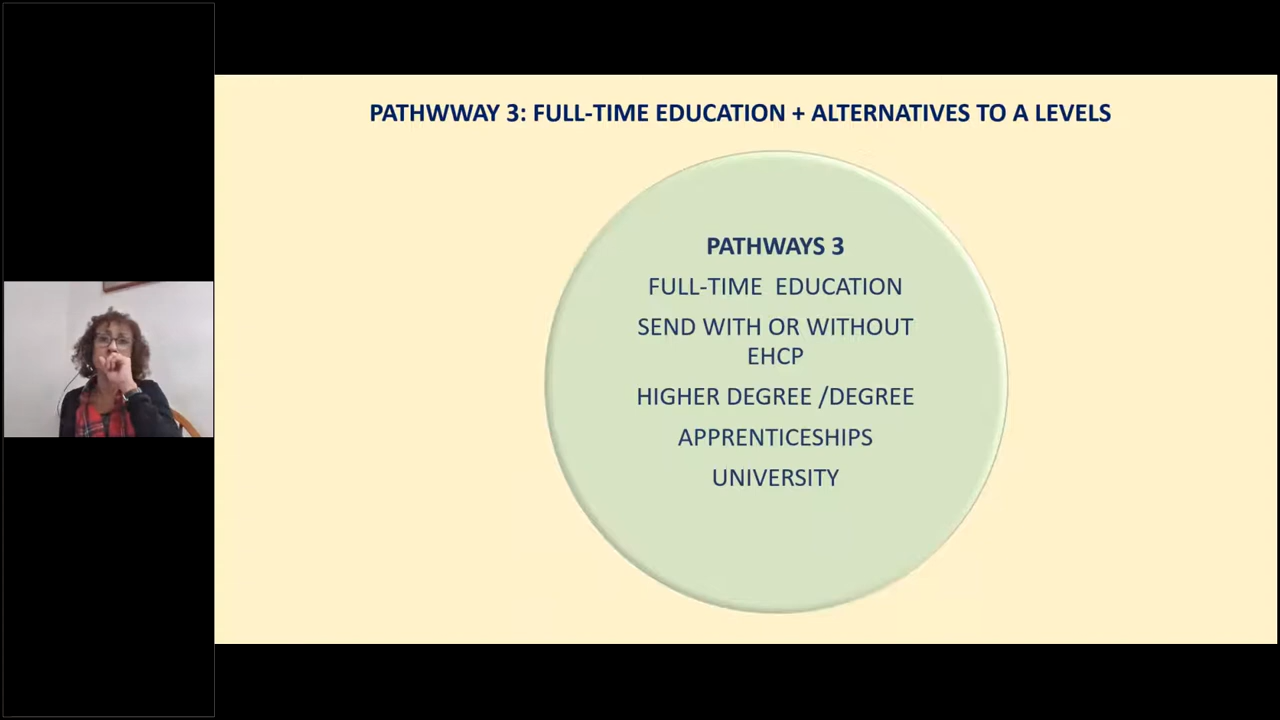 PATHWWAY 3: FULL-TIME EDUCATION + ALTERNATIVES TO A LEVELS
PATHWAYS 3
FULL-TIME EDUCATION
SEND WITH OR WITHOUT
EHCP
HIGHER DEGREE /DEGREE
APPRENTICESHIPS
UNIVERSITY